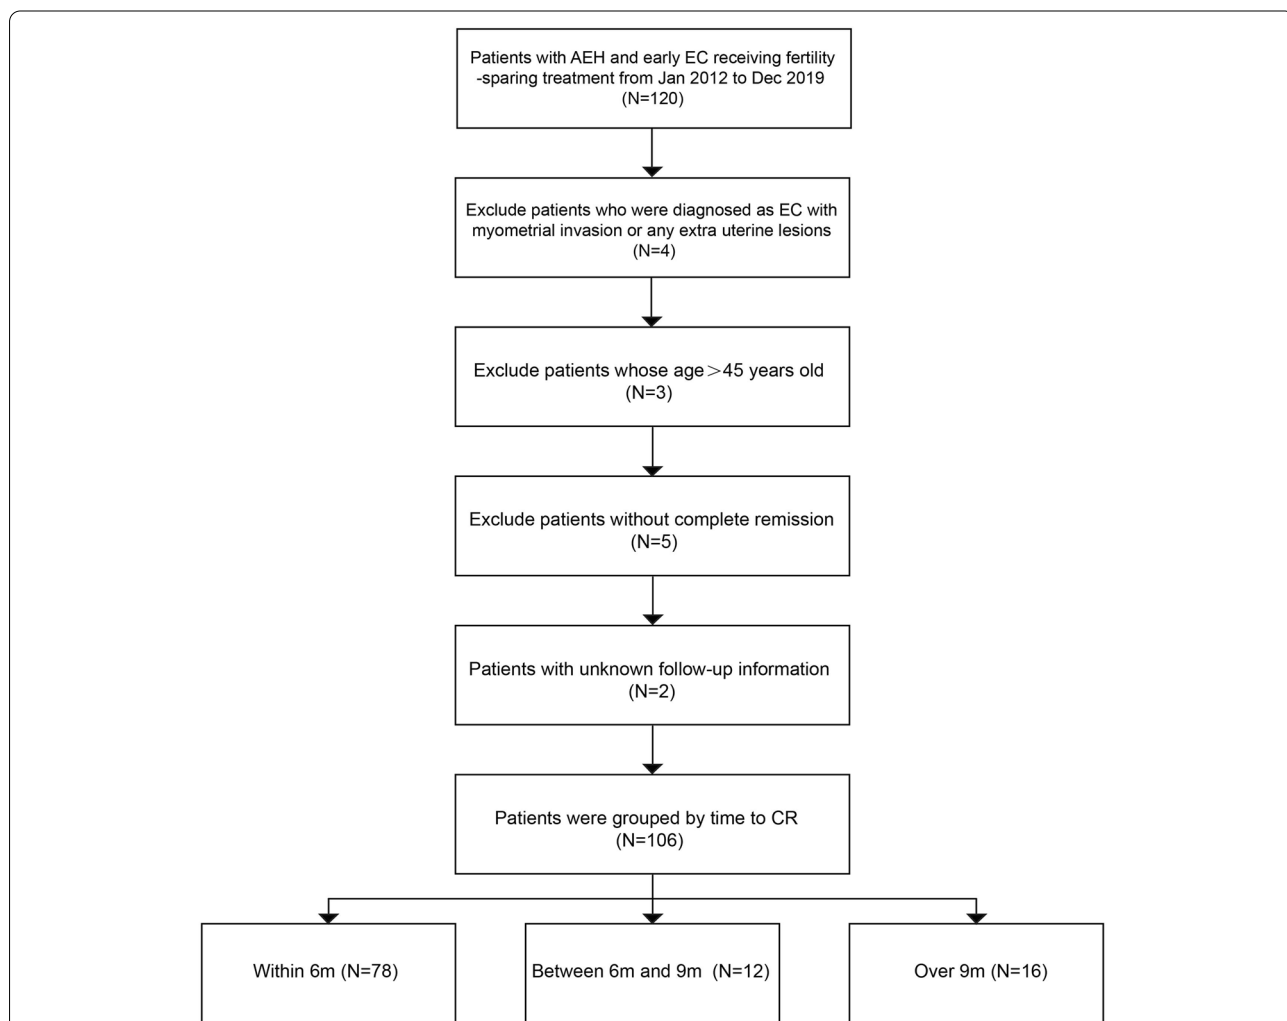 Patients with AEH and early EC receiving fertility
-sparing treatment from Jan 2012 to Dec 2019
(N=120)
Exclude patients who were diagnosed as EC with
myometrial invasion or any extra uterine lesions
(N=4)
Exclude patients whose age>45 years old
(N=3)
Exclude patients without complete remission
(N=5)
Patients with unknown follow-up information
(N=2)
Patients were grouped by time to CR
(N=106)
Within 6m (N=78)
Between 6m and 9m (N=12)
Over 9m (N=16)